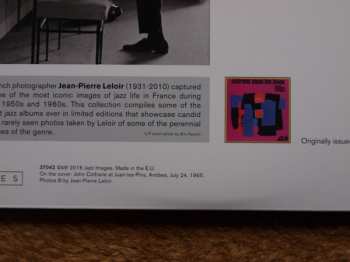 nch photographer Jean-Pierre Leloir (1931-2010) captured
e of the most iconic images of jazz life in France during
1950s and 1960s. This collection compiles some of the
t jazz albums ever in limited editions that showcase candid
rarely seen photos taken by Leloir of some of the perennial
es of the genre.
Originally issue
37042 DMM 2016 Jazz Images. Made in the E.U.
On the cover: John Coltrane at Juan-les-Pins, Antibes, July 24, 1965.
Photos © by Jean-Pierre Leloir
E S